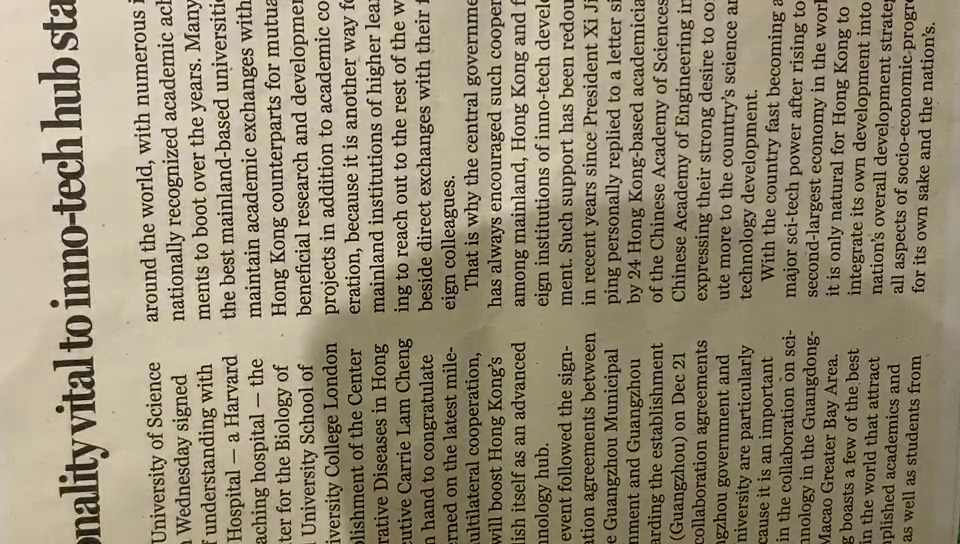 nality vital to inno-tech hub sta
University of Science
Wednesday signed
f understanding with
Hospital – a Harvard
aching hospital – the
ter for the Biology of
University School of
iversity College London
blishment of the Center
rative Diseases in Hong
utive Carrie Lam Cheng
n hand to congratulate
erned on the latest mile-
ultilateral cooperation,
will boost Hong Kong's
lish itself as an advanced
nnology hub.
event followed the sign-
ation agreements between
e Guangzhou Municipal
nment and Guangzhou
arding the establishment
(Guangzhou) on Dec 21
collaboration agreements
ngzhou government and
niversity are particularly
cause it is an important
in the collaboration on sci-
hnology in the Guangdong-
Macao Greater Bay Area.
g boasts a few of the best
in the world that attract
plished academics and
as well as students from
around the world, with numerous i
nationally recognized academic ach
ments to boot over the years. Many
the best mainland-based universitie
maintain academic exchanges with
Hong Kong counterparts for mutua
beneficial research and developmen
projects in addition to academic co
eration, because it is another way fo
mainland institutions of higher lear
ing to reach out to the rest of the w
beside direct exchanges with their f
eign colleagues.
That is why the central governme
has always encouraged such cooper
among mainland, Hong Kong and f
eign institutions of inno-tech develo
ment. Such support has been redou
in recent years since President Xi Ji
ping personally replied to a letter si
by 24 Hong Kong-based academicia
of the Chinese Academy of Sciences
Chinese Academy of Engineering in
expressing their strong desire to con
ute more to the country's science an
technology development.
With the country fast becoming a
major sci-tech power after rising to
second-largest economy in the worl
it is only natural for Hong Kong to
integrate its own development into
nation's overall development strateg
all aspects of socio-economic-progre
for its own sake and the nation's.